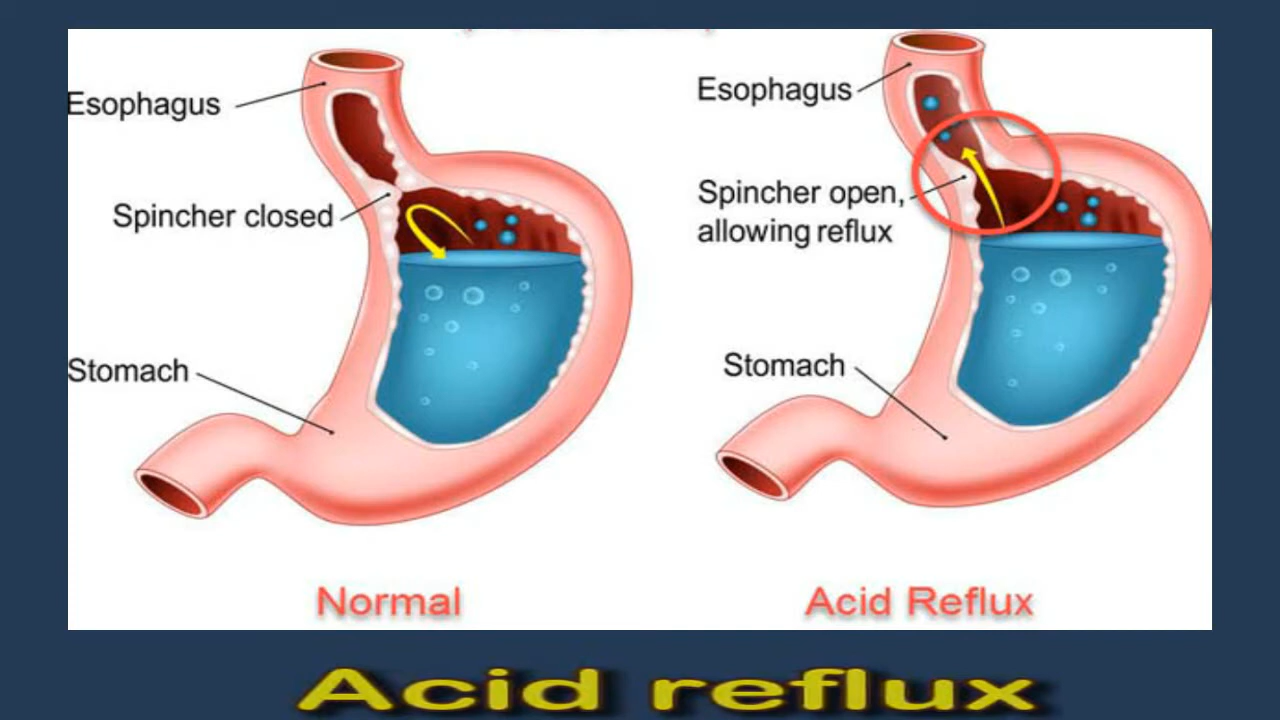 Esophagus
Spincher closed
Stomach
Normal
Esophagus
Spincher open,
allowing reflux
Stomach
Acid Reflux
Acid reflux